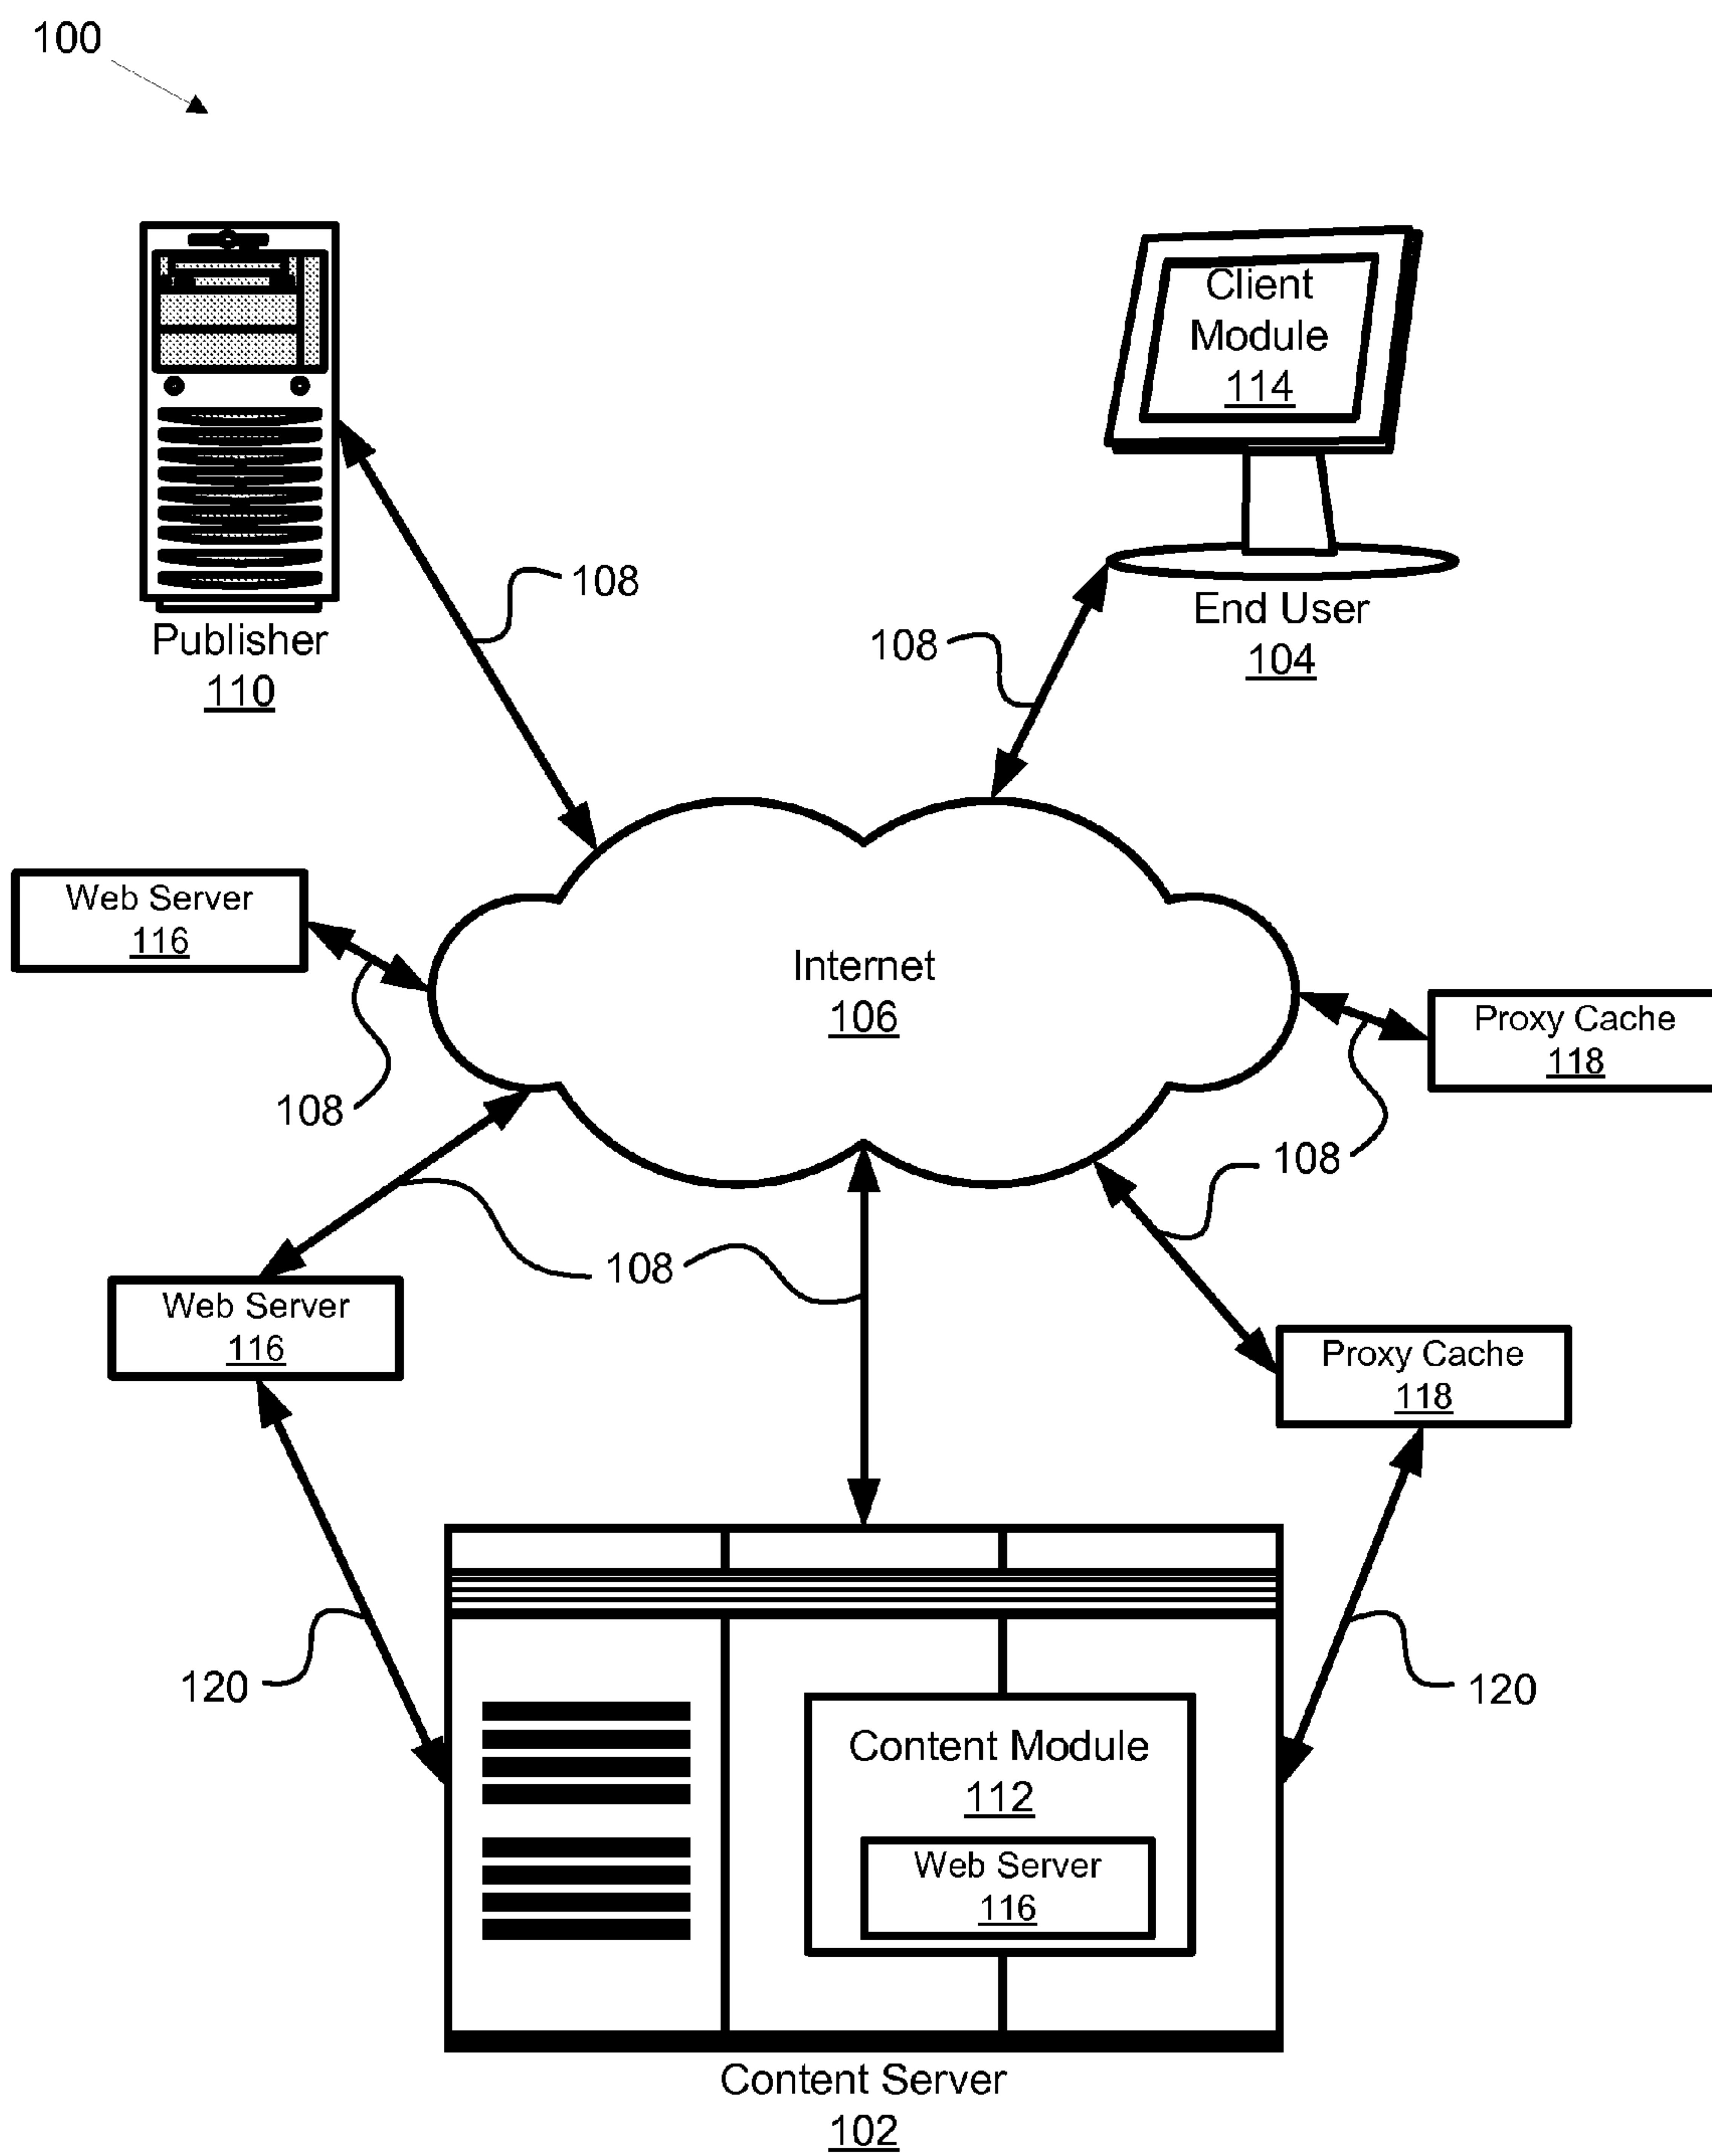 100
Client
Module
114
108
Publisher
110
End User
104
108
Web Server
116
Internet
106
Proxy Cache
118
108
108
108
Web Server
116
Proxy Cache
118
120
120
Content Module
112
Web Server
116
Content Server
102